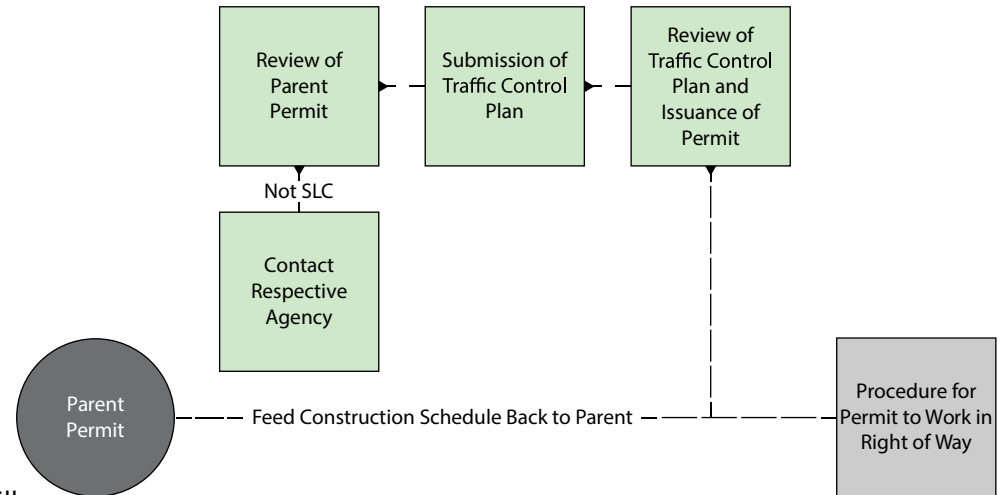 Review of
Parent
Permit
Submission of
Traffic Control
Plan
Review of
Traffic Control
Plan and
Issuance of
Permit
Not SLC
Contact
Respective
Agency
Parent
Permit
Feed Construction Schedule Back to Parent
Procedure for
Permit to Work in
Right of Way